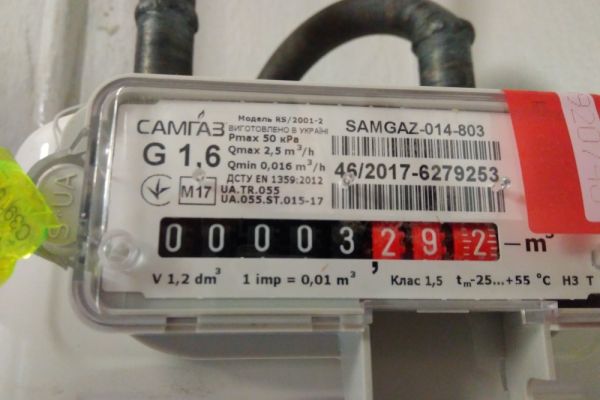 Модель RS/2001-2
САМГАЗ ВИГОТОВЛЕНО В УКРАЇНІ
Pmax 50 кРа
G 1,6 Qmax 2,5 m³/h
Qmin 0,016 m³/h
ДСТУ EN 1359:2012
M17 UA.TR.055
UA.055.ST.015-17
SAMGAZ-014-803
46/2017-6279253
00003,292 m³
V 1,2 dm³ 1 imp = 0,01 m³ Клас 1,5 tm-25...+55 °C H3 T